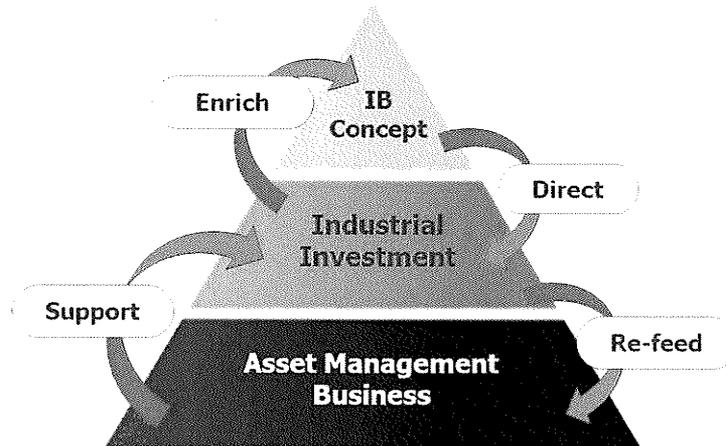 Enrich
IB
Concept
Direct
Industrial
Investment
Support
Re-feed
Asset Management
Business